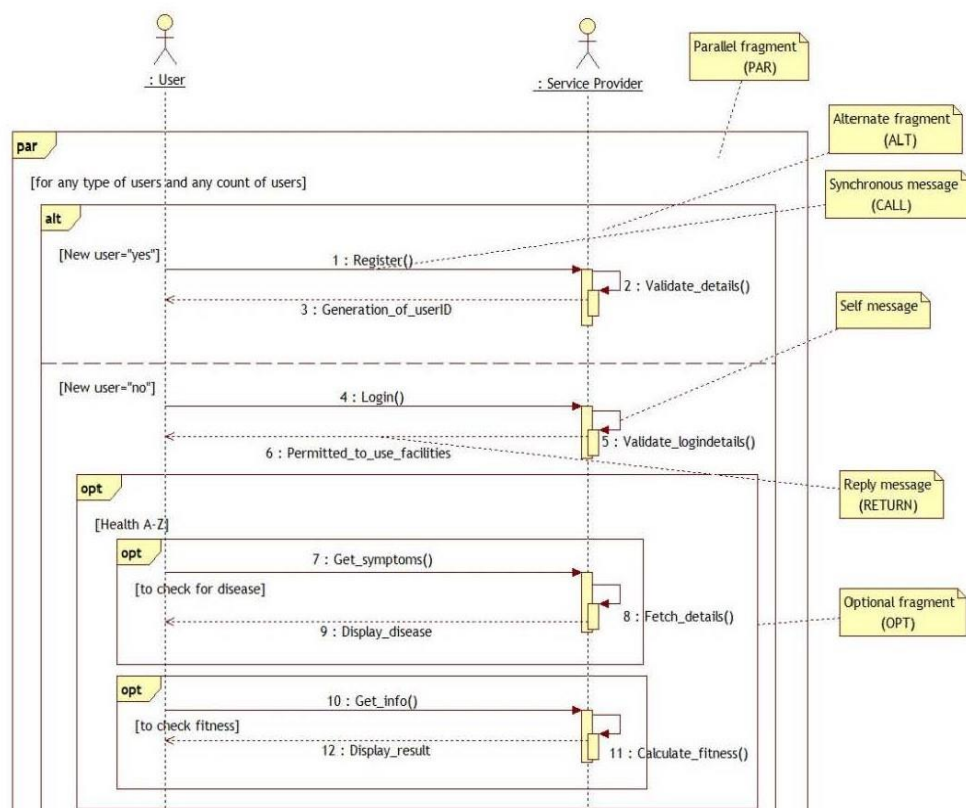 : User
: Service Provider
Parallel fragment
(PAR)
Alternate fragment
(ALT)
par
[for any type of users and any count of users]
Synchronous message
(CALL)
alt
[New user="yes"]
1 : Register()
2 : Validate_details()
3 : Generation_of_userID
Self message
[New user="no"]
4 : Login()
5 : Validate_logindetails()
6 : Permitted_to_use_facilities
Reply message
(RETURN)
opt
[Health A-Z]
opt
7 : Get_symptoms()
[to check for disease]
8 : Fetch_details()
9 : Display_disease
Optional fragment
(OPT)
opt
10 : Get_info()
[to check fitness]
12 : Display_result
11 : Calculate_fitness()